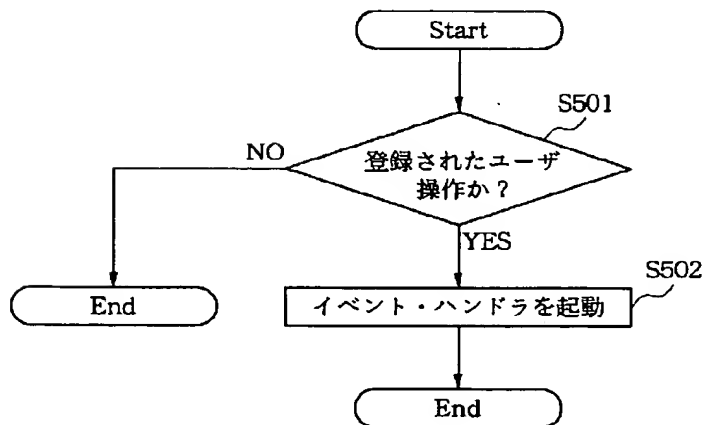 Start
S501
登録されたユーザ
操作か？
NO
YES
S502
End
イベント・ハンドラを起動
End